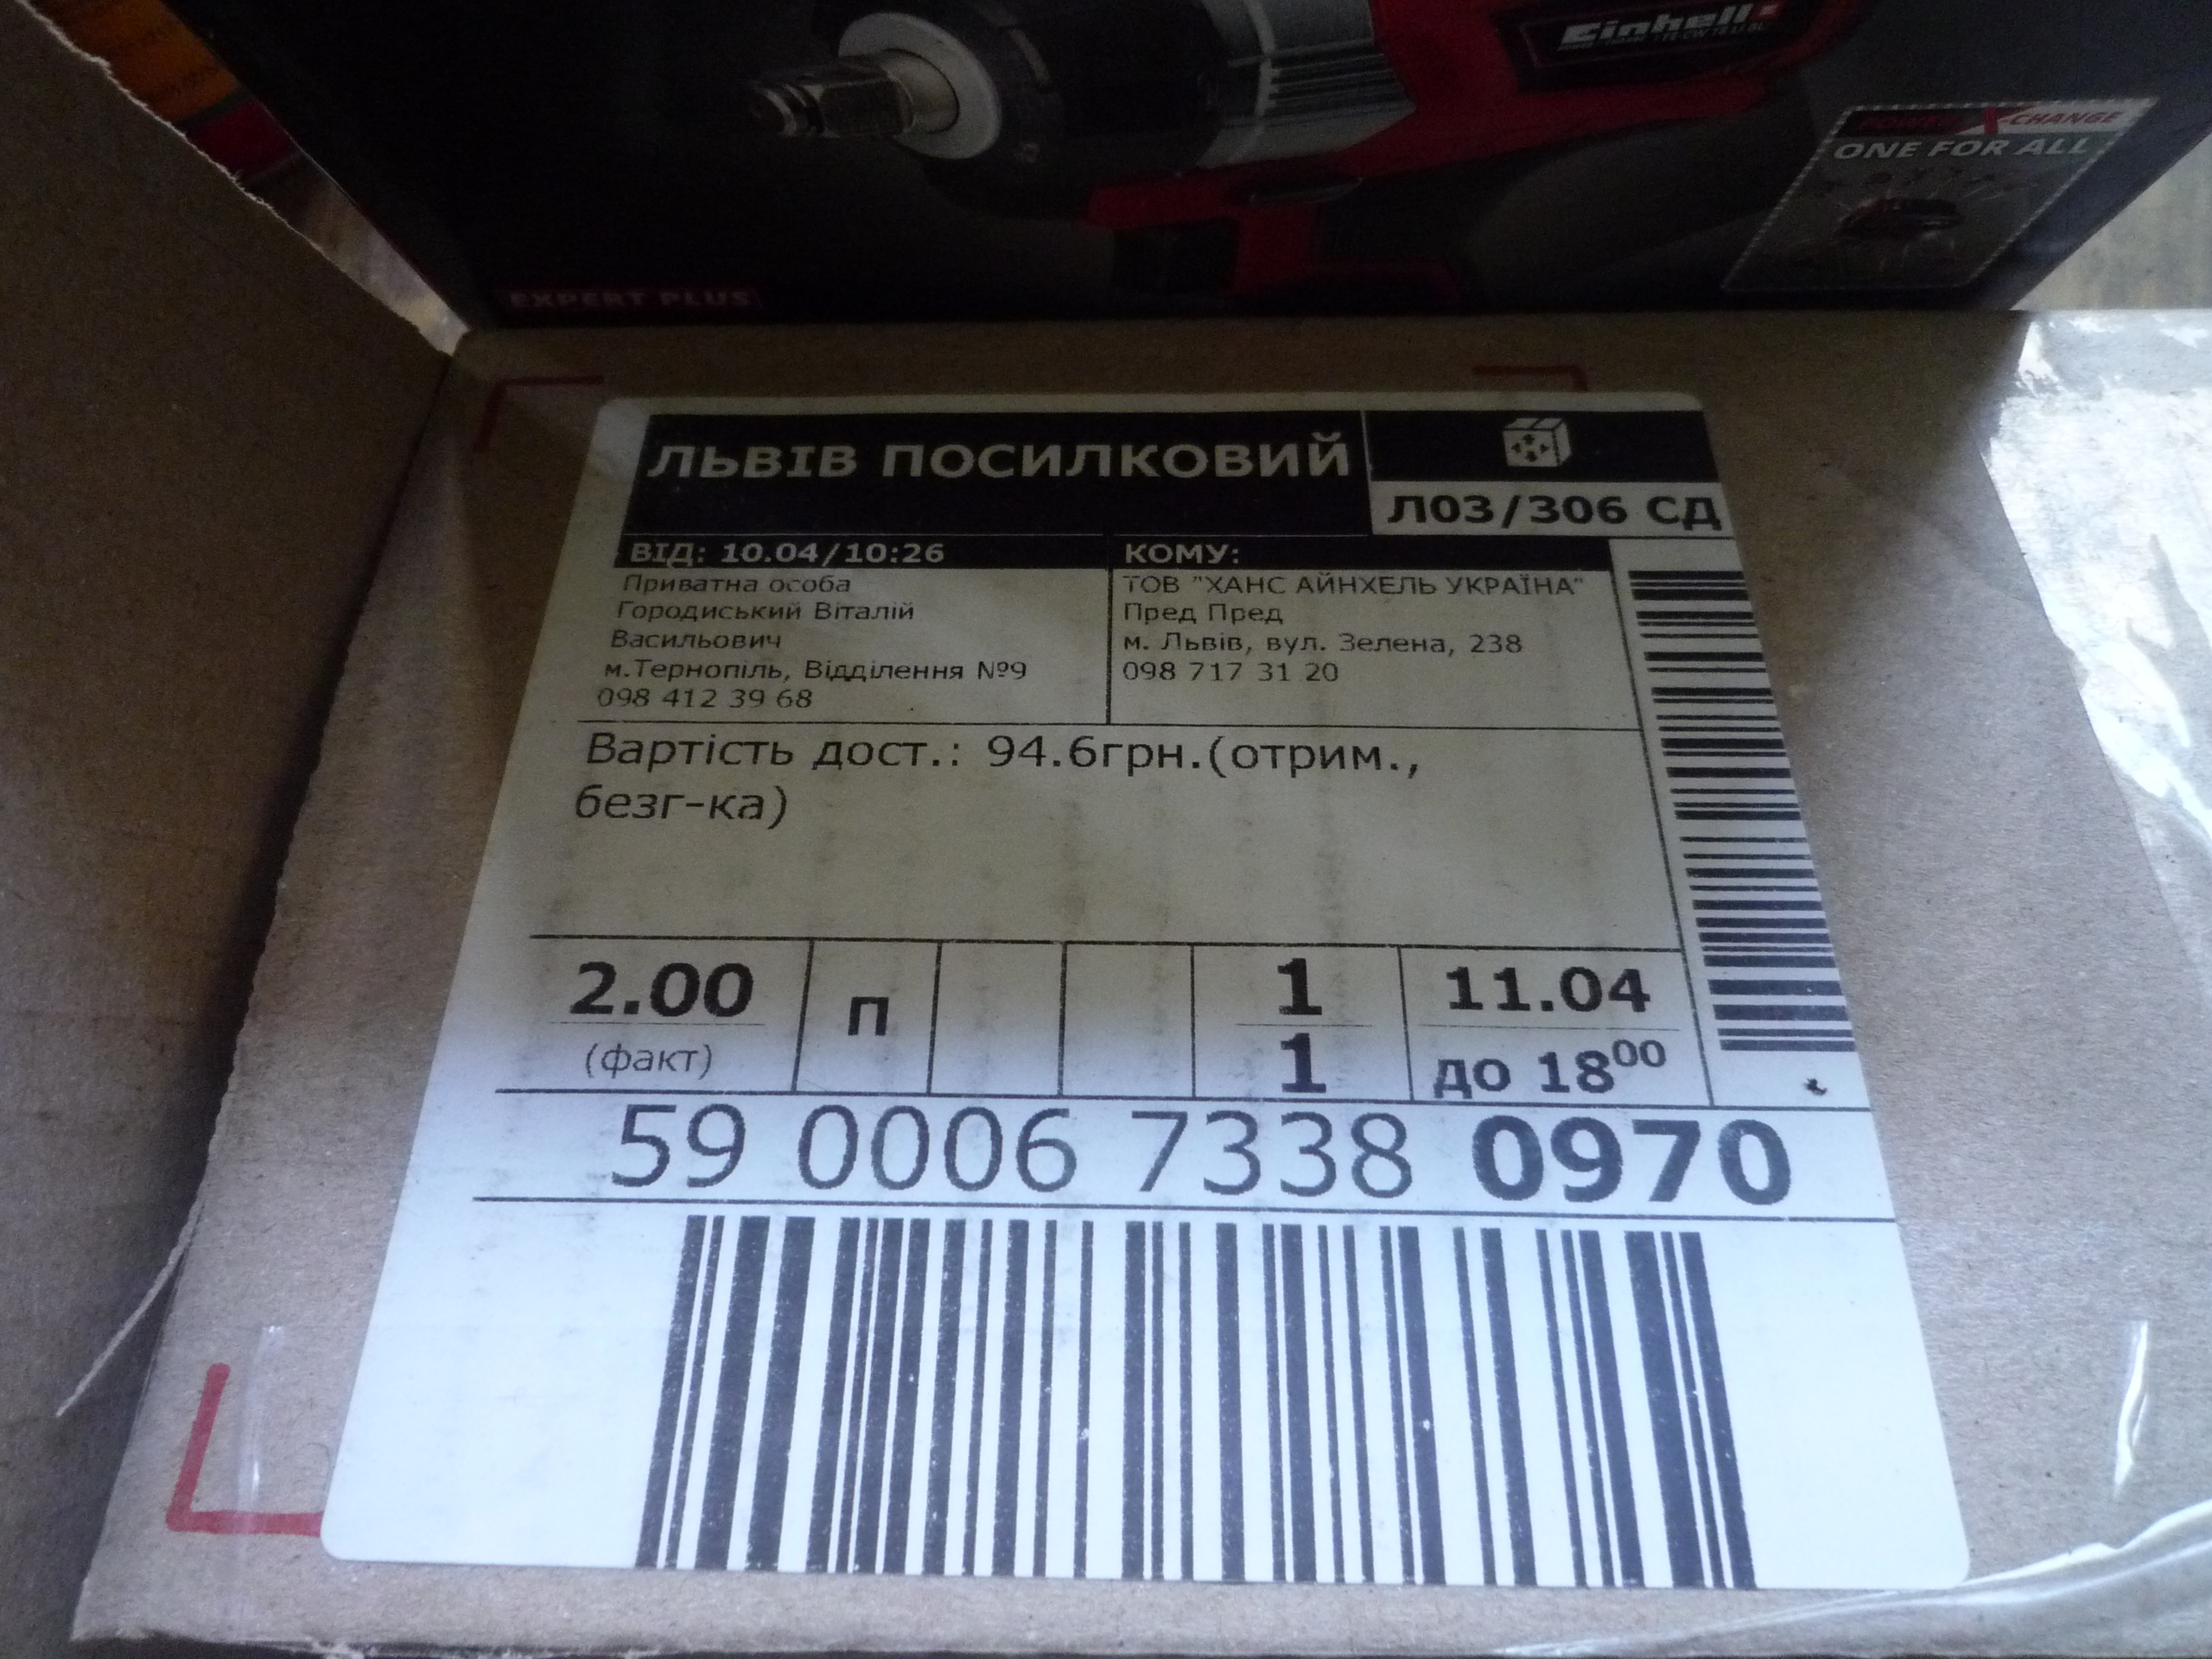 Einhell
POWER X-CHANGE
ONE FOR ALL
EXPERT PLUS
ЛЬВІВ ПОСИЛКОВИЙ
Л03/306 СД
ВІД: 10.04/10:26
Приватна особа
Городиський Віталій
Васильович
м.Тернопіль, Відділення №9
098 412 39 68
КОМУ:
ТОВ "ХАНС АЙНХЕЛЬ УКРАЇНА"
Пред Пред
м. Львів, вул. Зелена, 238
098 717 31 20
Вартість дост.: 94.6грн.(отрим.,
безг-ка)
2.00
(факт)
п
1
1
11.04
до 18⁰⁰
59 0006 7338 0970